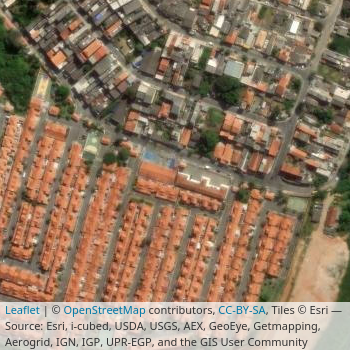 Leaflet | © OpenStreetMap contributors, CC-BY-SA, Tiles © Esri —
Source: Esri, i-cubed, USDA, USGS, AEX, GeoEye, Getmapping,
Aerogrid, IGN, IGP, UPR-EGP, and the GIS User Community